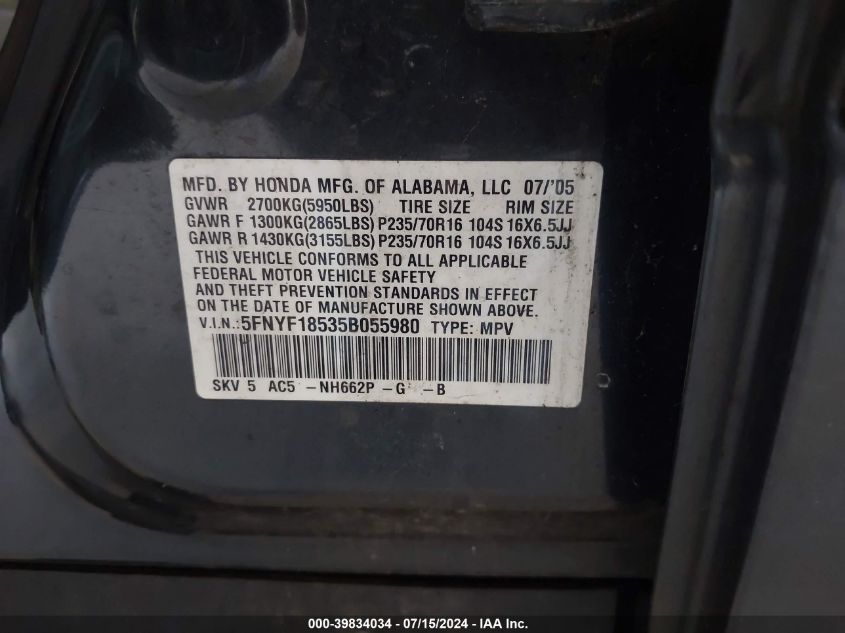 MFD. BY HONDA MFG. OF ALABAMA, LLC 07/'05
GVWR 2700KG(5950LBS) TIRE SIZE RIM SIZE
GAWR F 1300KG(2865LBS) P235/70R16 104S 16X6.5JJ
GAWR R 1430KG(3155LBS) P235/70R16 104S 16X6.5JJ
THIS VEHICLE CONFORMS TO ALL APPLICABLE
FEDERAL MOTOR VEHICLE SAFETY
AND THEFT PREVENTION STANDARDS IN EFFECT
ON THE DATE OF MANUFACTURE SHOWN ABOVE.
V.I.N.:5FNYF18535B055980 TYPE: MPV
SKV 5 AC5 -NH662P -G -B
000-39834034 / 07/15/2024 - IAA Inc.